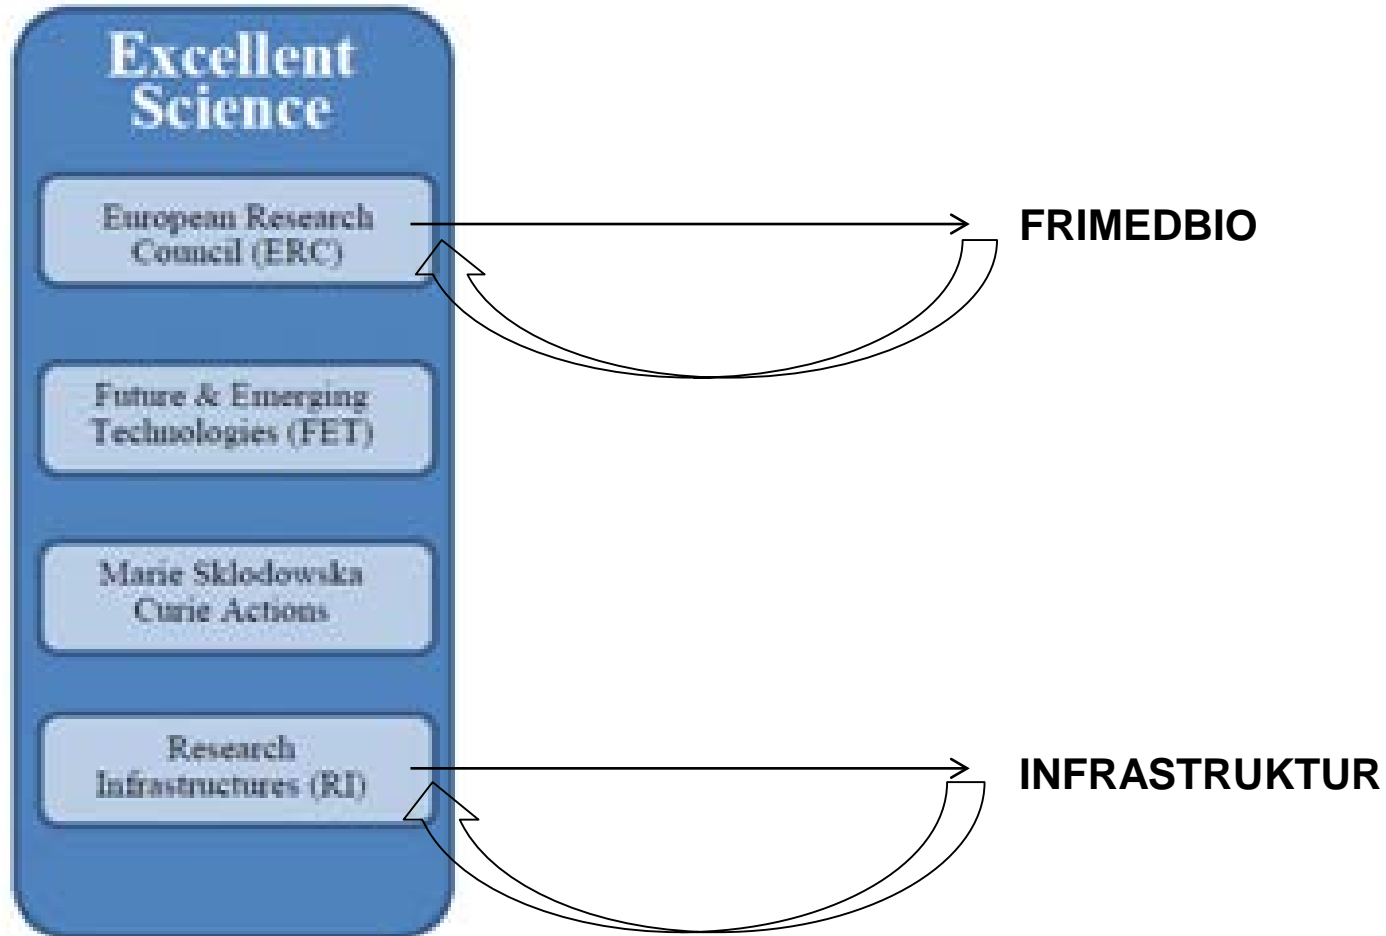 Excellent
Science
European Research
Council (ERC)
FRIMEDBIO
Future & Emerging
Technologies (FET)
Marie Sklodowska
Curie Actions
Research
Infrastructures (RI)
INFRASTRUKTUR